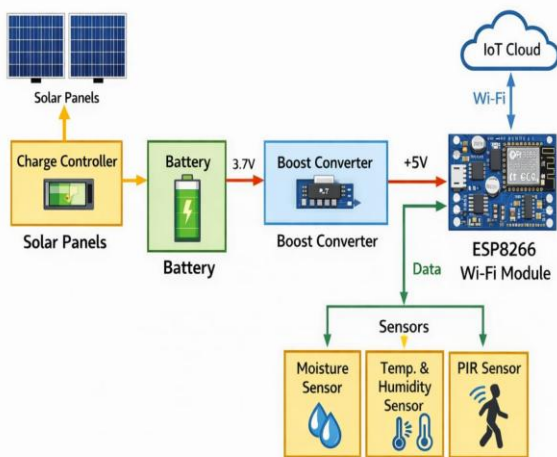 Solar Panels
Charge Controller
Solar Panels
Battery
Battery
3.7V
Boost Converter
Boost Converter
+5V
IoT Cloud
Wi-Fi
ESP8266
Wi-Fi Module
Data
Sensors
Moisture
Sensor
Temp. &
Humidity
Sensor
PIR Sensor